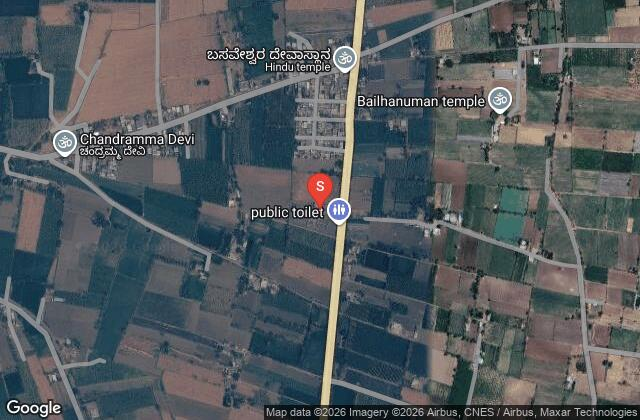 ಬಸವೇಶ್ವರ ದೇವಾಸ್ಥಾನ
Hindu temple
Bailhanuman temple
Chandramma Devi
ಚಂದ್ರಮ್ಮ ದೇವಿ
S
public toilet
Google
Map data ©2026 Imagery ©2026 Airbus, CNES / Airbus, Maxar Technologies